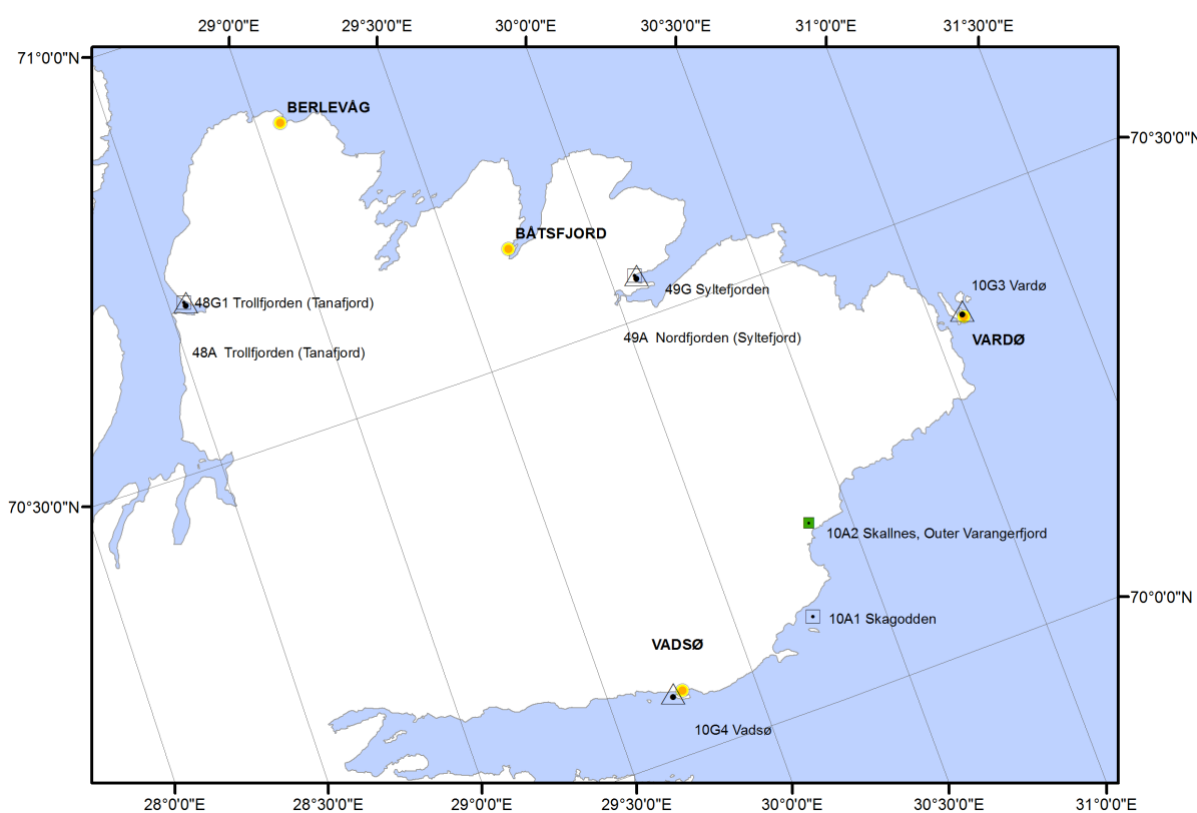 29°0'0"E
29°30'0"E
30°0'0"E
30°30'0"E
31°0'0"E
31°30'0"E
71°0'0"N
BERLEVÅG
70°30'0"N
BÅTSFJORD
49G Syltefjorden
10G3 Vardø
48G1 Trollfjorden (Tanafjord)
49A Nordfjorden (Syltefjord)
VARDØ
48A Trollfjorden (Tanafjord)
70°30'0"N
10A2 Skallnes, Outer Varangerfjord
70°0'0"N
10A1 Skagodden
VADSØ
10G4 Vadsø
28°0'0"E
28°30'0"E
29°0'0"E
29°30'0"E
30°0'0"E
30°30'0"E
31°0'0"E